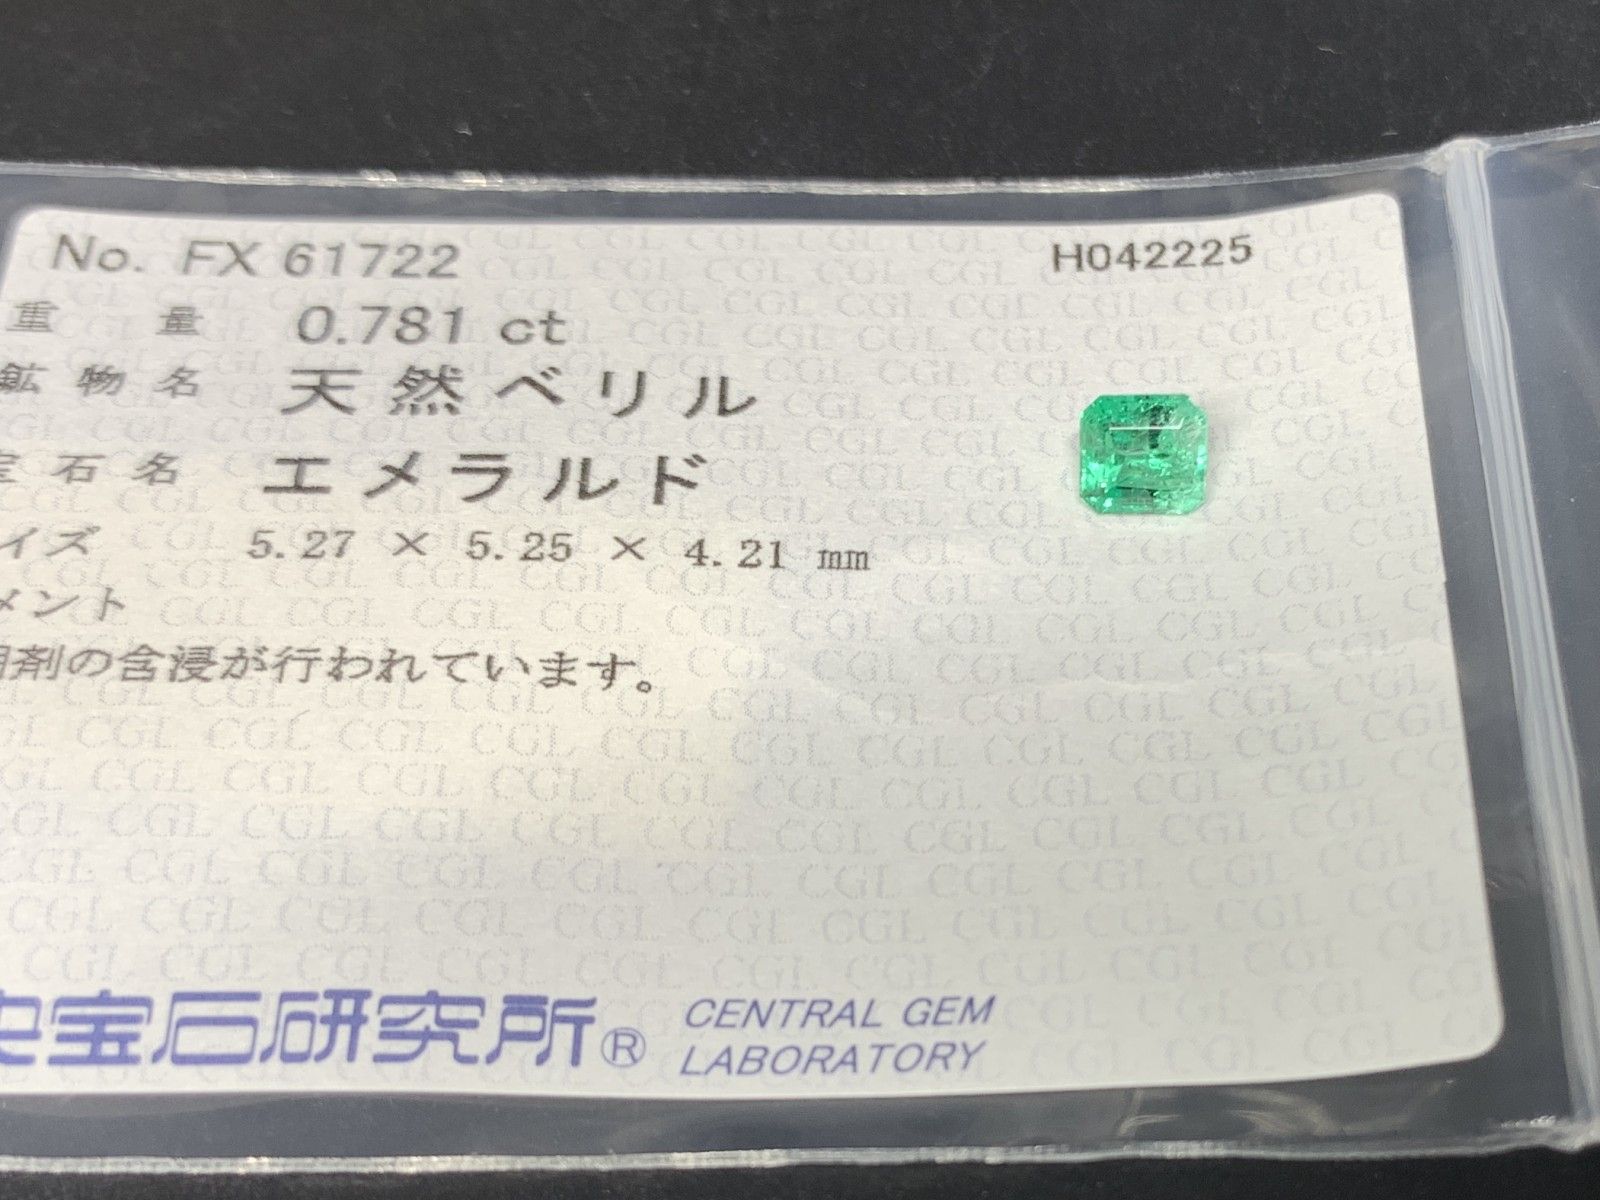 No. FX 61722 H042225
重 量 0.781 ct
鉱 物 名 天 然 ベ リ ル
宝 石 名 エ メ ラ ル ド
イズ 5.27 × 5.25 × 4.21 mm
メント
剤の含浸が行われています。
宝石研究所® CENTRAL GEM
LABORATORY